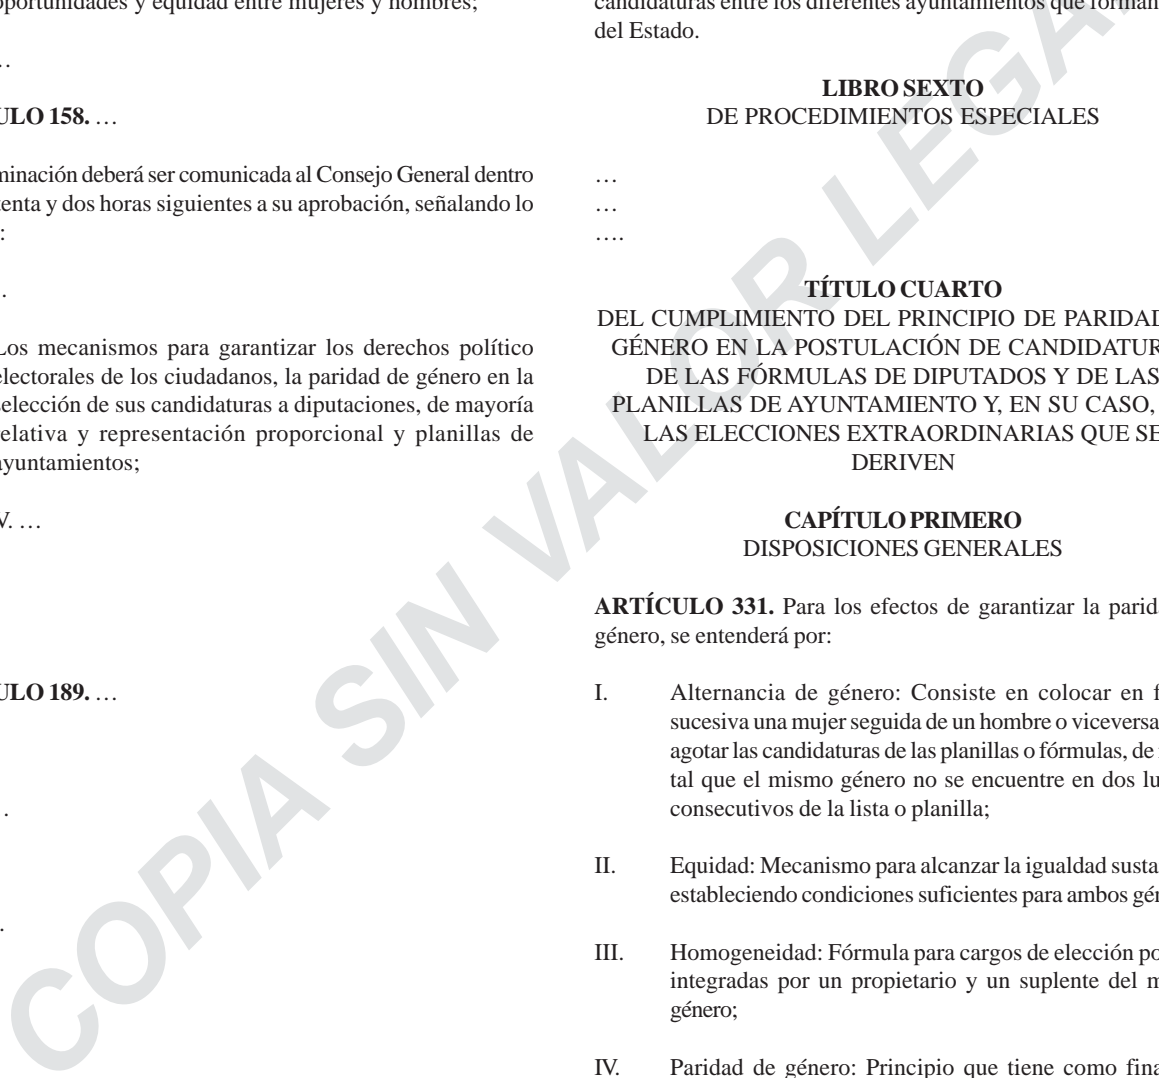 oportunidades y equidad entre mujeres y hombres;
…
ULO 158. …
minación deberá ser comunicada al Consejo General dentro
tenta y dos horas siguientes a su aprobación, señalando lo
:
.
Los mecanismos para garantizar los derechos político
electorales de los ciudadanos, la paridad de género en la
selección de sus candidaturas a diputaciones, de mayoría
relativa y representación proporcional y planillas de
ayuntamientos;
V. …
ULO 189. …
.
.
candidaturas entre los diferentes ayuntamientos que forman
del Estado.
LIBRO SEXTO
DE PROCEDIMIENTOS ESPECIALES
…
…
….
TÍTULO CUARTO
DEL CUMPLIMIENTO DEL PRINCIPIO DE PARIDAD
GÉNERO EN LA POSTULACIÓN DE CANDIDATUR
DE LAS FÓRMULAS DE DIPUTADOS Y DE LAS
PLANILLAS DE AYUNTAMIENTO Y, EN SU CASO,
LAS ELECCIONES EXTRAORDINARIAS QUE SE
DERIVEN
CAPÍTULO PRIMERO
DISPOSICIONES GENERALES
ARTÍCULO 331. Para los efectos de garantizar la parid
género, se entenderá por:
I. Alternancia de género: Consiste en colocar en f
sucesiva una mujer seguida de un hombre o viceversa
agotar las candidaturas de las planillas o fórmulas, de
tal que el mismo género no se encuentre en dos lu
consecutivos de la lista o planilla;
II. Equidad: Mecanismo para alcanzar la igualdad susta
estableciendo condiciones suficientes para ambos gé
III. Homogeneidad: Fórmula para cargos de elección po
integradas por un propietario y un suplente del m
género;
IV. Paridad de género: Principio que tiene como fina
COPIA SIN VALOR LEGA